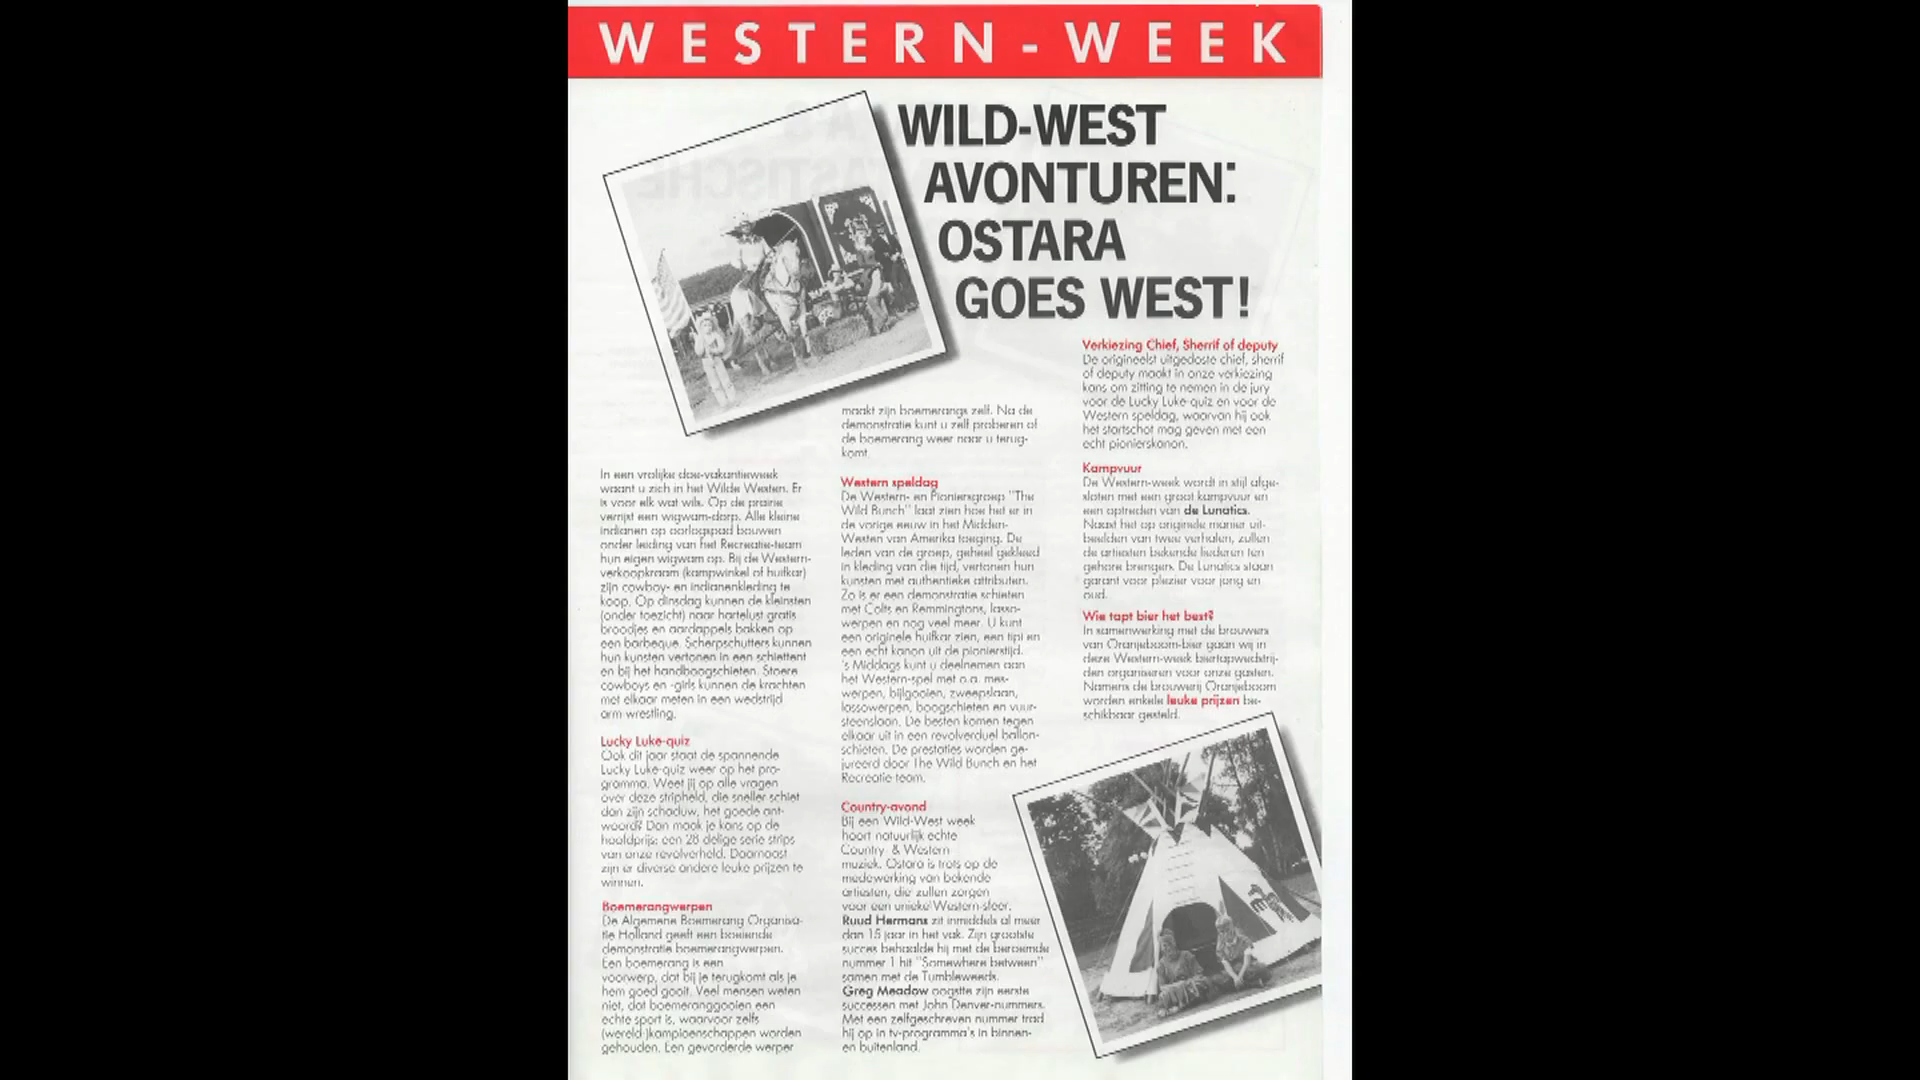 WESTERN-WEEK
WILD-WEST
AVONTUREN:
OSTARA
GOES WEST!
In een vrolijke doe-vakantieweek
waant u zich in het Wilde Westen. Er
is voor elk wat wils. Op de prairie
verrijst een wigwam-dorp. Alle kleine
indianen op oorlogspad bouwen
onder leiding van het Recreatie-team
hun eigen wigwam op. Bij de Western-
verkoopkraam (kampwinkel of huifkar)
zijn cowboy- en indianenkleding te
koop. Op dinsdag kunnen de kleinsten
(onder toezicht) naar hartelust gratis
broodjes en aardappels bakken op
een barbeque. Scherpschutters kunnen
hun kunsten vertonen in een schiettent
en bij het handboogschieten. Stoere
cowboys en -girls kunnen de krachten
met elkaar meten in een wedstrijd
arm-wrestling.
Lucky Luke-quiz
Ook dit jaar staat de spannende
Lucky Luke-quiz weer op het pro-
gramma. Weet jij op alle vragen
over deze stripheld, die sneller schiet
dan zijn schaduw, het goede ant-
woord? Dan maak je kans op de
hoofdprijs: een 28 delige serie strips
van onze revolverheld. Daarnaast
zijn er diverse andere leuke prijzen te
winnen.
Boemerangwerpen
De Algemene Boemerang Organisa-
tie Holland geeft een boeiende
demonstratie boemerangwerpen.
Een boemerang is een
voorwerp, dat bij je terugkomt als je
hem goed gooit. Veel mensen weten
niet, dat boemeranggooien een
echte sport is, waarvoor zelfs
(wereld-)kampioenschappen worden
gehouden. Een gevorderde werper
maakt zijn boemerangs zelf. Na de
demonstratie kunt u zelf proberen of
de boemerang weer naar u terug-
komt.
Western speldag
De Western- en Pioniersgroep "The
Wild Bunch" laat zien hoe het er in
de vorige eeuw in het Midden-
Westen van Amerika toeging. De
leden van de groep, geheel gekleed
in kleding van die tijd, vertonen hun
kunsten met authentieke attributen.
Zo is er een demonstratie schieten
met Colts en Remmingtons, lasso-
werpen en nog veel meer. U kunt
een originele huifkar zien, een tipi en
een echt kanon uit de pionierstijd.
's Middags kunt u deelnemen aan
het Western-spel met o.a. mes-
werpen, bijlgooien, zweepslaan,
lassowerpen, boogschieten en vuur-
steenslaan. De besten komen tegen
elkaar uit in een revolverduel ballon-
schieten. De prestaties worden ge-
jureerd door The Wild Bunch en het
Recreatie-team.
Country-avond
Bij een Wild-West week
hoort natuurlijk echte
Country- & Western
muziek. Ostara is trots op de
medewerking van bekende
artiesten, die zullen zorgen
voor een unieke Western-sfeer.
Ruud Hermans zit inmiddels al meer
dan 15 jaar in het vak. Zijn grootste
succes behaalde hij met de beroemde
nummer 1 hit "Somewhere between"
samen met de Tumbleweeds.
Greg Meadow oogstte zijn eerste
successen met John Denver-nummers.
Met een zelfgeschreven nummer trad
hij op in tv-programma's in binnen-
en buitenland.
Verkiezing Chief, Sherrif of deputy
De origineelst uitgedoste chief, sherrif
of deputy maakt in onze verkiezing
kans om zitting te nemen in de jury
voor de Lucky Luke-quiz en voor de
Western speldag, waarvan hij ook
het startschot mag geven met een
echt pionierskanon.
Kampvuur
De Western-week wordt in stijl afge-
sloten met een groot kampvuur en
een optreden van de Lunatics.
Naast het op originele manier uit-
beelden van twee verhalen, zullen
de artiesten bekende liederen ten
gehore brengen. De Lunatics staan
garant voor plezier voor jong en
oud.
Wie tapt bier het best?
In samenwerking met de brouwers
van Oranjeboom-bier gaan wij in
deze Western-week biertapwedstrij-
den organiseren voor onze gasten.
Namens de brouwerij Oranjeboom
worden enkele leuke prijzen be-
schikbaar gesteld.